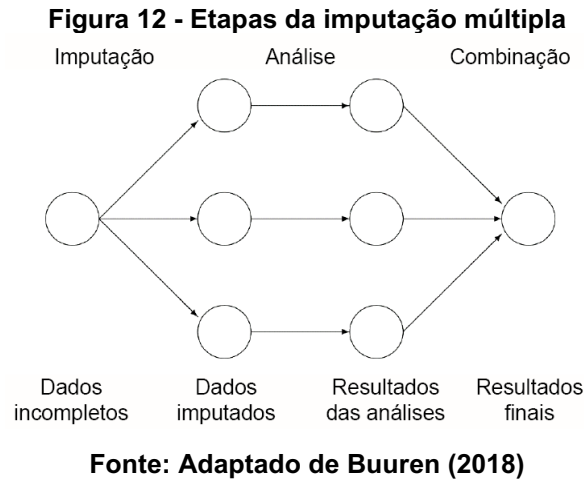 Figura 12 - Etapas da imputação múltipla
Imputação Análise Combinação
Dados Dados Resultados Resultados
incompletos imputados das análises finais
Fonte: Adaptado de Buuren (2018)